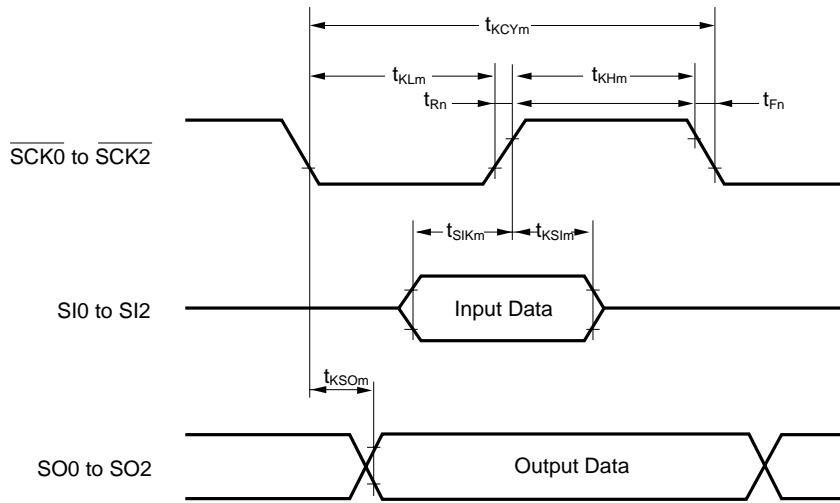 tKCYm
tKLm
tKHm
tRn
tFn
SCK0 to SCK2
tSIKm
tKSIm
SI0 to SI2
Input Data
tKSOm
SO0 to SO2
Output Data